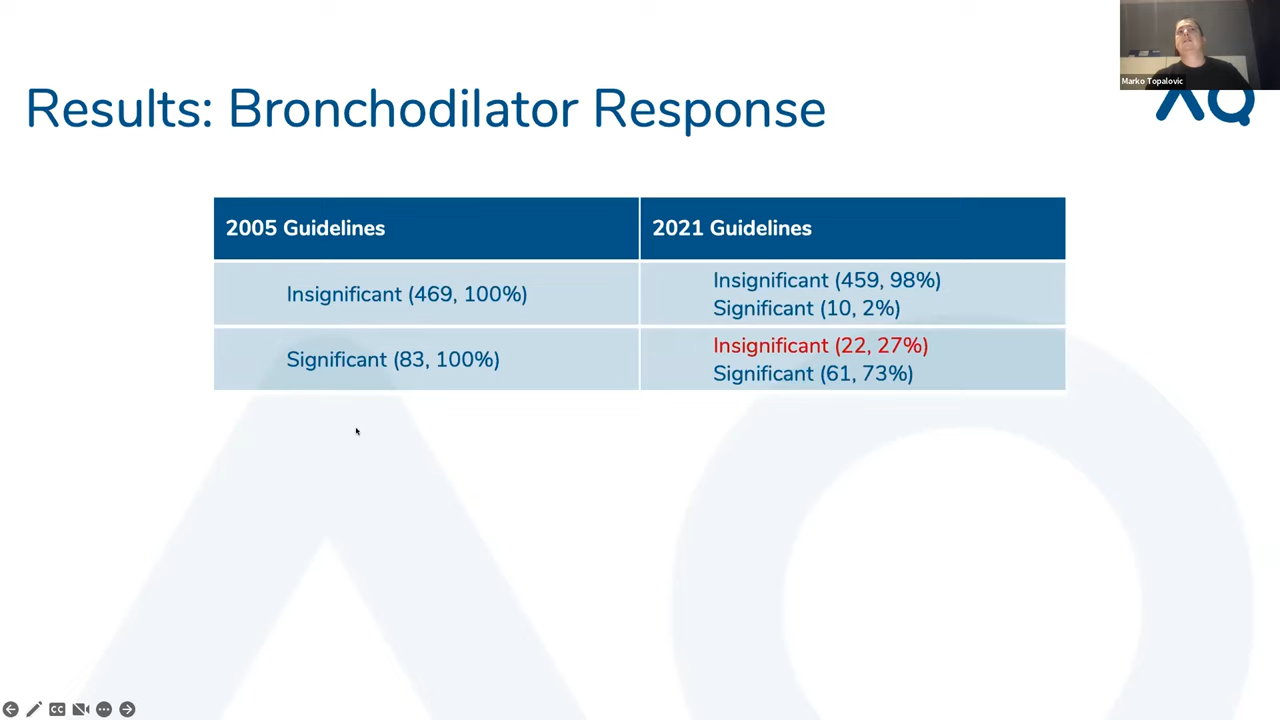 Marko Topalovic
Results: Bronchodilator Response
2005 Guidelines
2021 Guidelines
Insignificant (469, 100%)
Insignificant (459, 98%)
Significant (10, 2%)
Significant (83, 100%)
Insignificant (22, 27%)
Significant (61, 73%)
CC